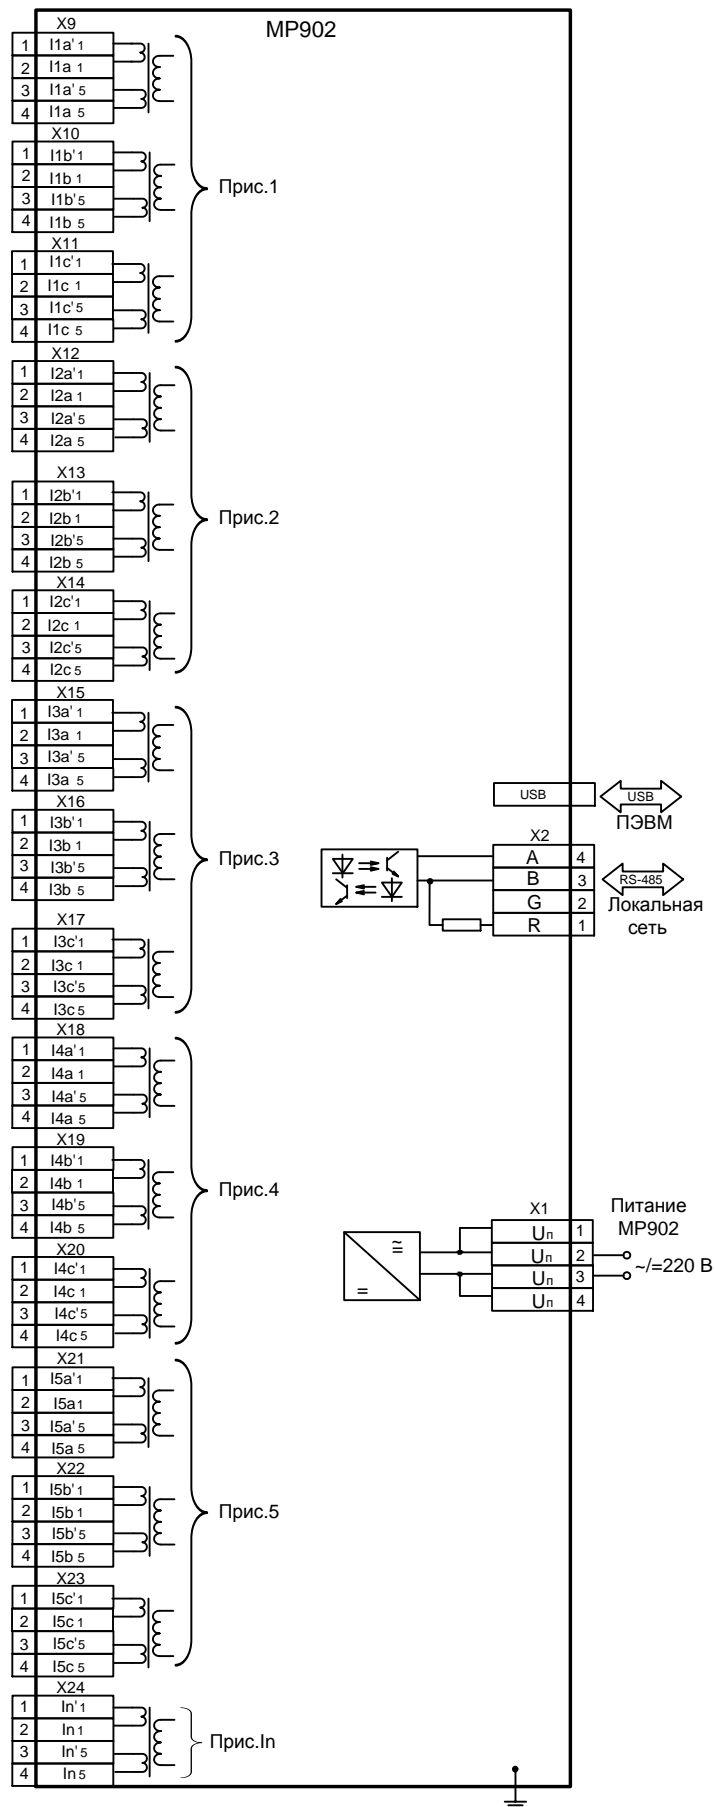 МР902
X9
1 I1a'1
2 I1a 1
3 I1a' 5
4 I1a 5
X10
1 I1b'1
2 I1b 1
3 I1b'5
4 I1b 5
X11
1 I1c'1
2 I1c 1
3 I1c'5
4 I1c 5
Прис.1
X12
1 I2a'1
2 I2a 1
3 I2a'5
4 I2a 5
X13
1 I2b'1
2 I2b 1
3 I2b'5
4 I2b 5
X14
1 I2c'1
2 I2c 1
3 I2c'5
4 I2c 5
Прис.2
X15
1 I3a' 1
2 I3a 1
3 I3a' 5
4 I3a 5
X16
1 I3b'1
2 I3b 1
3 I3b'5
4 I3b 5
X17
1 I3c'1
2 I3c 1
3 I3c'5
4 I3c 5
Прис.3
X18
1 I4a'1
2 I4a 1
3 I4a'5
4 I4a 5
X19
1 I4b'1
2 I4b 1
3 I4b'5
4 I4b 5
X20
1 I4c'1
2 I4c 1
3 I4c'5
4 I4c 5
Прис.4
X21
1 I5a'1
2 I5a1
3 I5a' 5
4 I5a 5
X22
1 I5b'1
2 I5b 1
3 I5b'5
4 I5b 5
X23
1 I5c'1
2 I5c 1
3 I5c'5
4 I5c 5
Прис.5
X24
1 In'1
2 In1
3 In'5
4 In5
Прис.In
USB
USB
ПЭВМ
X2
A 4
B 3
G 2
R 1
RS-485
Локальная
сеть
X1
Uп 1
Uп 2
Uп 3
Uп 4
Питание
МР902
~/=220 В